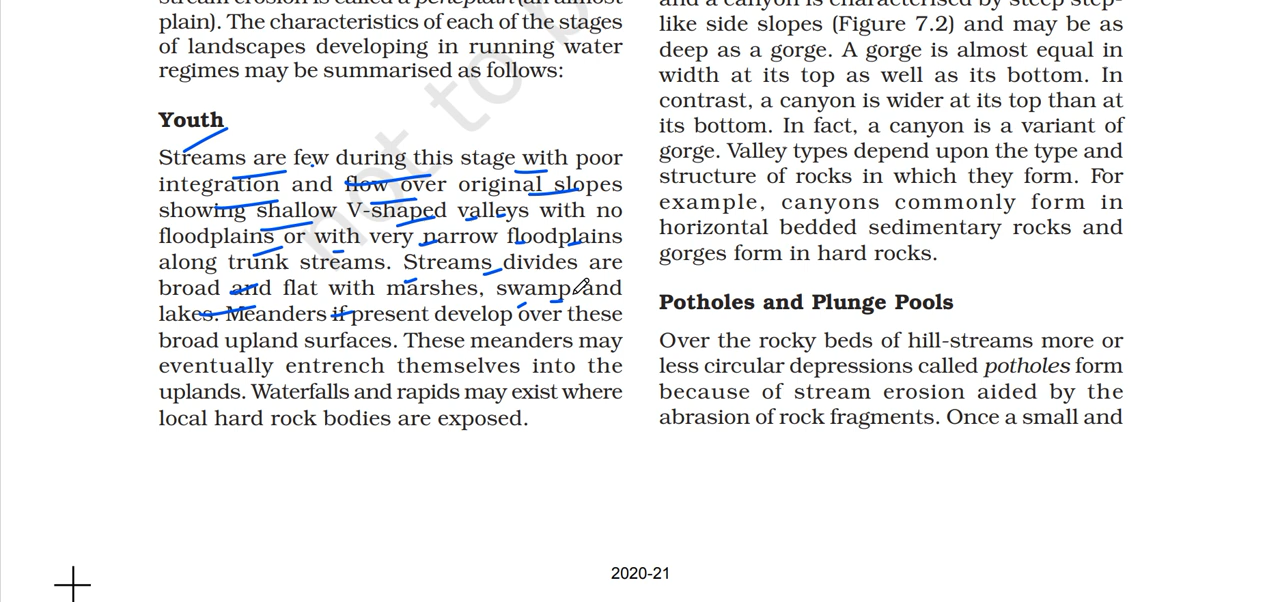 plain). The characteristics of each of the stages
of landscapes developing in running water
regimes may be summarised as follows:
Youth
Streams are few during this stage with poor
integration and flow over original slopes
showing shallow V-shaped valleys with no
floodplains or with very narrow floodplains
along trunk streams. Streams divides are
broad and flat with marshes, swamp and
lakes. Meanders if present develop over these
broad upland surfaces. These meanders may
eventually entrench themselves into the
uplands. Waterfalls and rapids may exist where
local hard rock bodies are exposed.
and a canyon is characterised by steep step-
like side slopes (Figure 7.2) and may be as
deep as a gorge. A gorge is almost equal in
width at its top as well as its bottom. In
contrast, a canyon is wider at its top than at
its bottom. In fact, a canyon is a variant of
gorge. Valley types depend upon the type and
structure of rocks in which they form. For
example, canyons commonly form in
horizontal bedded sedimentary rocks and
gorges form in hard rocks.
Potholes and Plunge Pools
Over the rocky beds of hill-streams more or
less circular depressions called potholes form
because of stream erosion aided by the
abrasion of rock fragments. Once a small and
2020-21
not to b